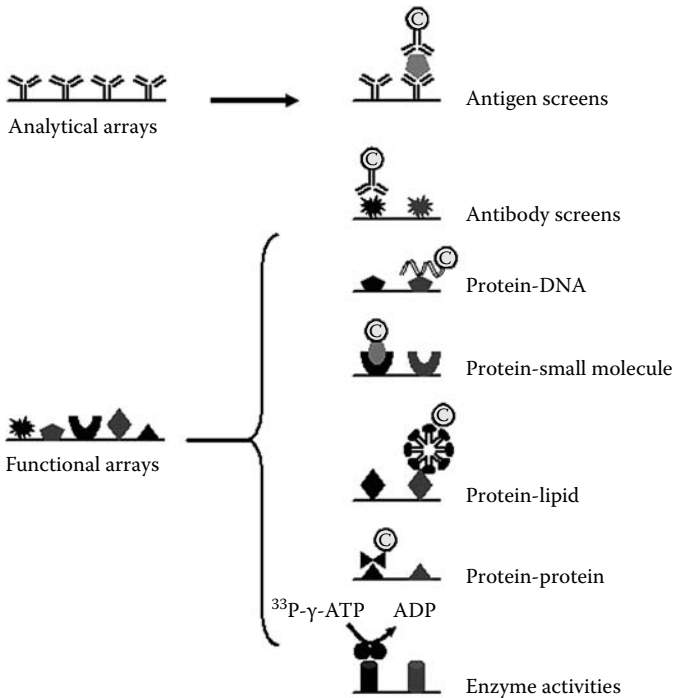 C
Antigen screens
Analytical arrays
C
Antibody screens
C
Protein-DNA
C
Protein-small molecule
C
Functional arrays
Protein-lipid
C
Protein-protein
³³P-γ-ATP ADP
Enzyme activities